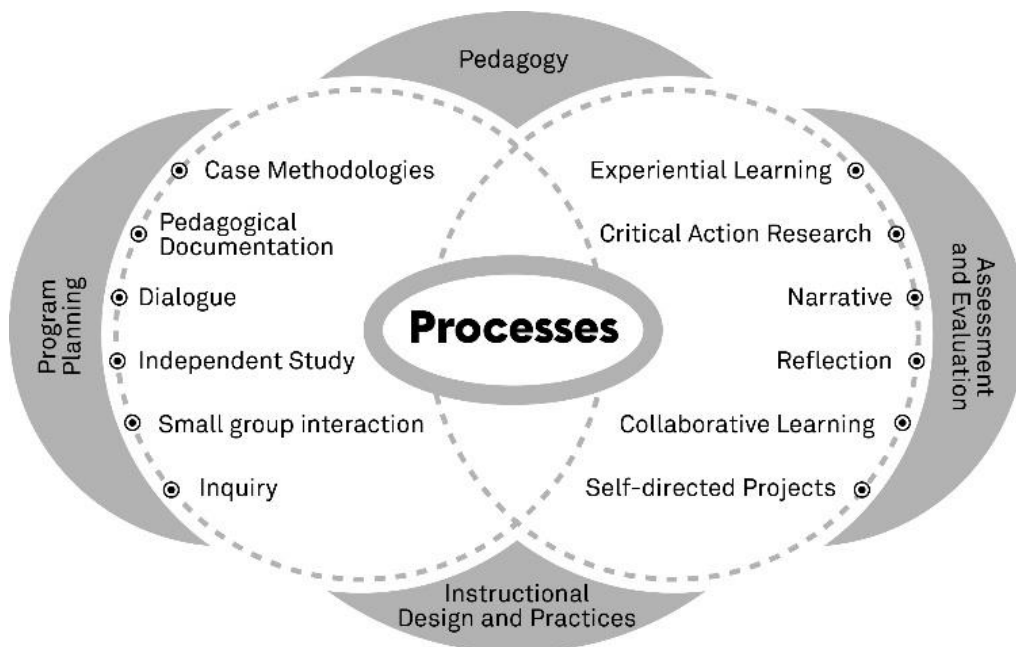 Pedagogy
Program
Planning
Case Methodologies
Pedagogical
Documentation
Dialogue
Independent Study
Small group interaction
Inquiry
Processes
Experiential Learning
Critical Action Research
Narrative
Reflection
Collaborative Learning
Self-directed Projects
Assessment
and Evaluation
Instructional
Design and Practices